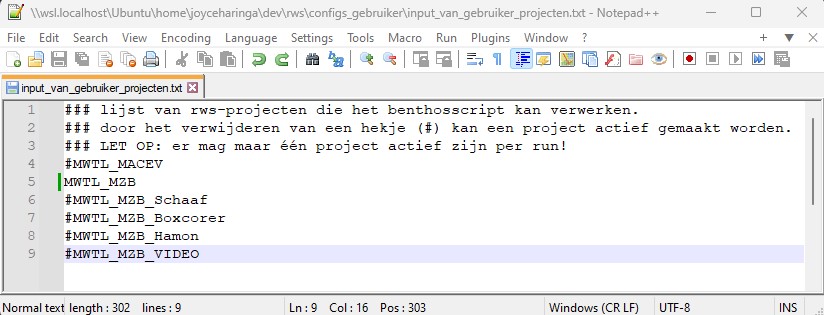 \\wsl.localhost\Ubuntu\home\joyceharinga\dev\rws\configs_gebruiker\input_van_gebruiker_projecten.txt - Notepad++
File Edit Search View Encoding Language Settings Tools Macro Run Plugins Window ?
input_van_gebruiker_projecten.txt
1 ### lijst van rws-projecten die het benthosscript kan verwerken.
2 ### door het verwijderen van een hekje (#) kan een project actief gemaakt worden.
3 ### LET OP: er mag maar één project actief zijn per run!
4 #MWTL_MACEV
5 MWTL_MZB
6 #MWTL_MZB_Schaaf
7 #MWTL_MZB_Boxcorer
8 #MWTL_MZB_Hamon
9 #MWTL_MZB_VIDEO
Normal text length : 302 lines : 9 Ln : 9 Col : 16 Pos : 303 Windows (CR LF) UTF-8 INS